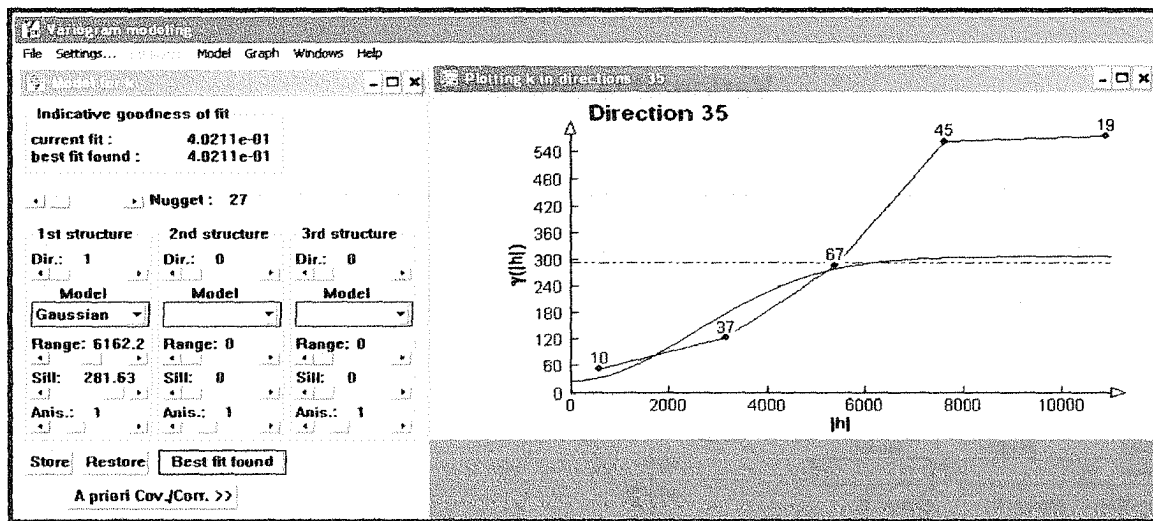 Variogram modeling
File Settings... Model Graph Windows Help
Indicative goodness of fit
current fit : 4.0211e-01
best fit found : 4.0211e-01
Nugget : 27
1st structure 2nd structure 3rd structure
Dir.: 1 Dir.: 0 Dir.: 0
Model Model Model
Gaussian
Range: 6162.2 Range: 0 Range: 0
Sill: 281.63 Sill: 0 Sill: 0
Anis.: 1 Anis.: 1 Anis.: 1
Store Restore Best fit found
A priori Cov./Corr. >>
Plotting k in directions : 35
Direction 35
γ(|h|)
540
480
420
360
300
240
180
120
60
0
10 37 67 45 19
0 2000 4000 6000 8000 10000
|h|